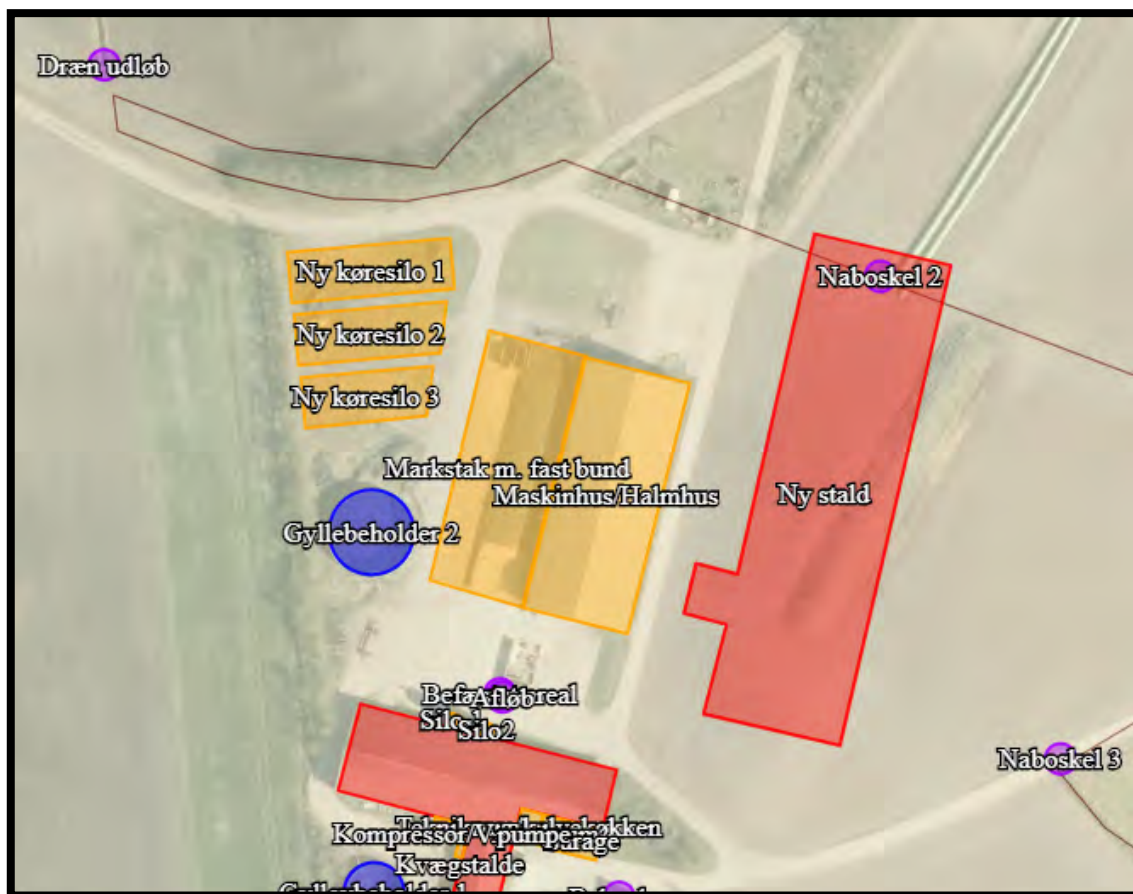 Dræn udløb
Ny køresilo 1
Naboskel 2
Ny køresilo 2
Ny køresilo 3
Markstak m. fast bund
Maskinhus/Halmhus
Ny stald
Gyllebeholder 2
Afløb
Silo2
Naboskel 3
Kompressor/V.pumpe
Kvægstalde